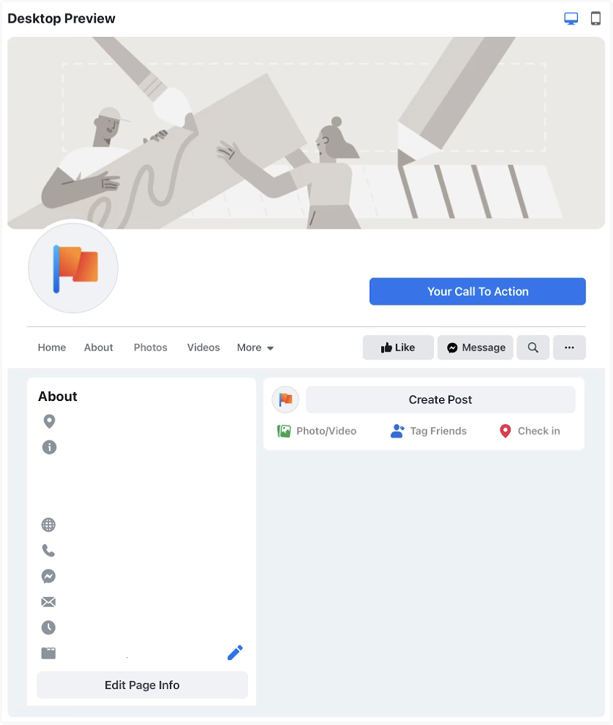 Desktop Preview
Your Call To Action
Home About Photos Videos More
Like Message
About
Create Post
Photo/Video Tag Friends Check in
Edit Page Info